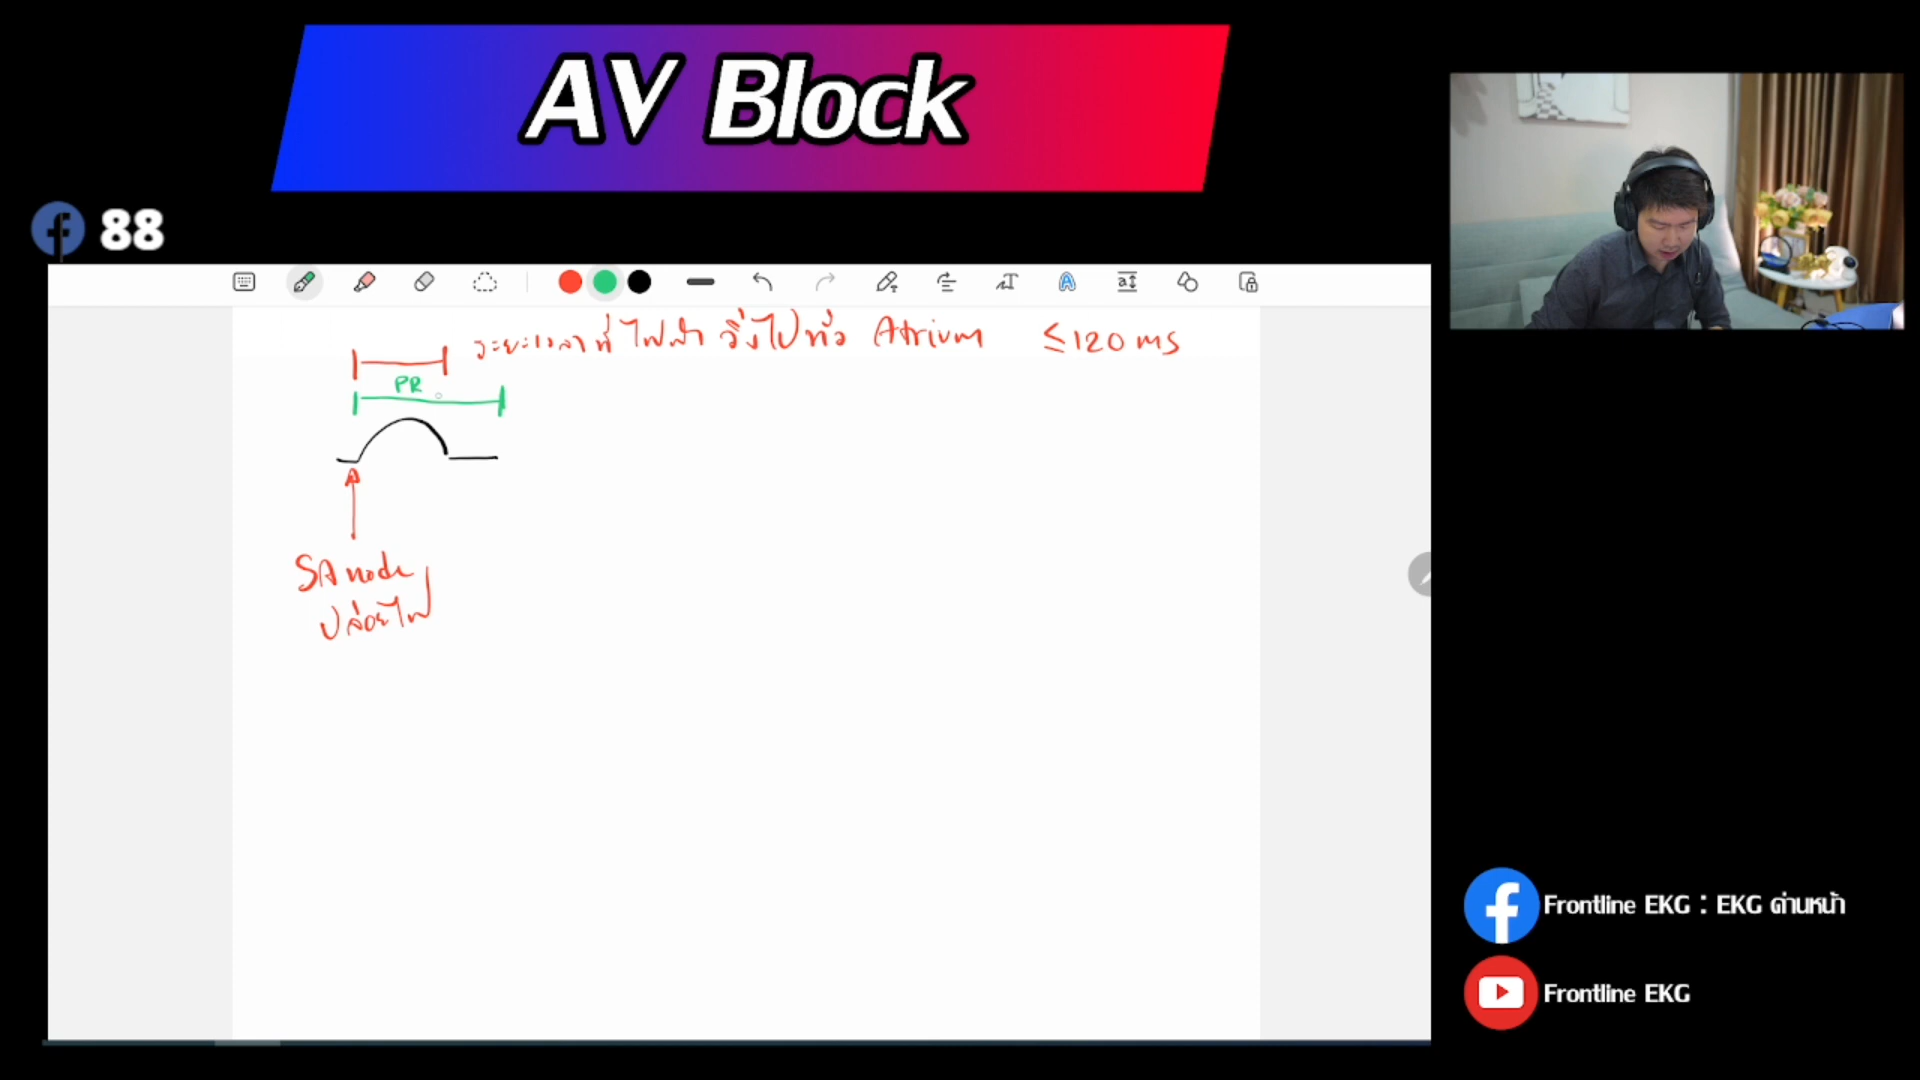 AV Block
88
ระยะเวลาที่ ไฟฟ้า วิ่งไปทั่ว Atrium ≤120 ms
PR
SA node
ปล่อยไฟ
Frontline EKG : EKG ด่านหน้า
Frontline EKG